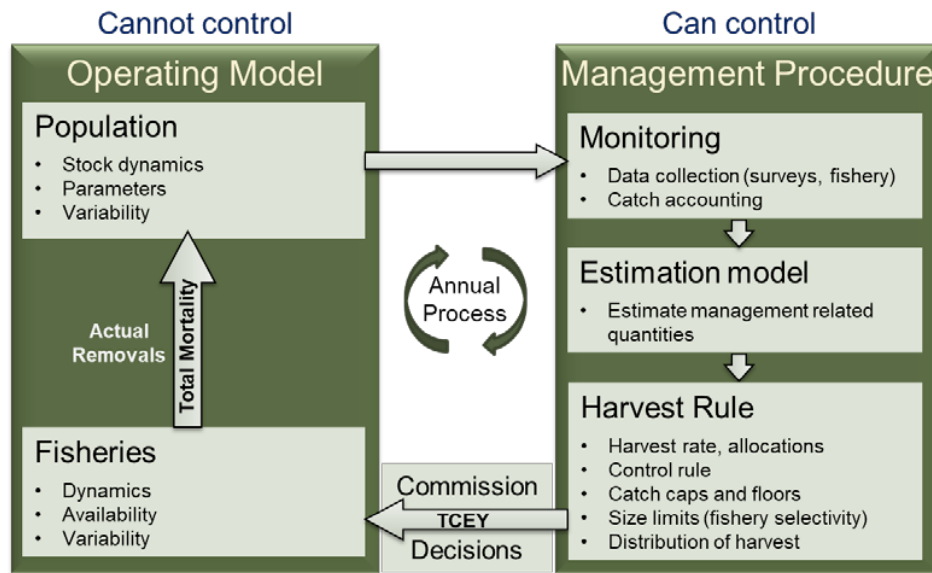 Cannot control
Operating Model
Population
• Stock dynamics
• Parameters
• Variability
Actual
Removals
Total Mortality
Fisheries
• Dynamics
• Availability
• Variability
Annual
Process
Commission
TCEY
Decisions
Can control
Management Procedure
Monitoring
• Data collection (surveys, fishery)
• Catch accounting
Estimation model
• Estimate management related
quantities
Harvest Rule
• Harvest rate, allocations
• Control rule
• Catch caps and floors
• Size limits (fishery selectivity)
• Distribution of harvest